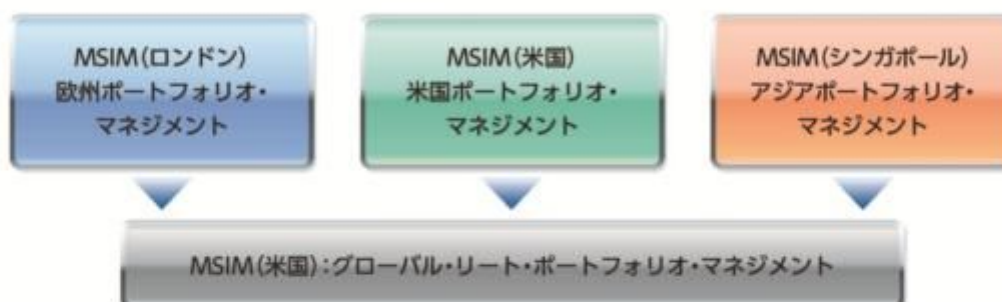 MSIM(ロンドン)
欧州ポートフォリオ・
マネジメント
MSIM(米国)
米国ポートフォリオ・
マネジメント
MSIM(シンガポール)
アジアポートフォリオ・
マネジメント
MSIM(米国):グローバル・リート・ポートフォリオ・マネジメント